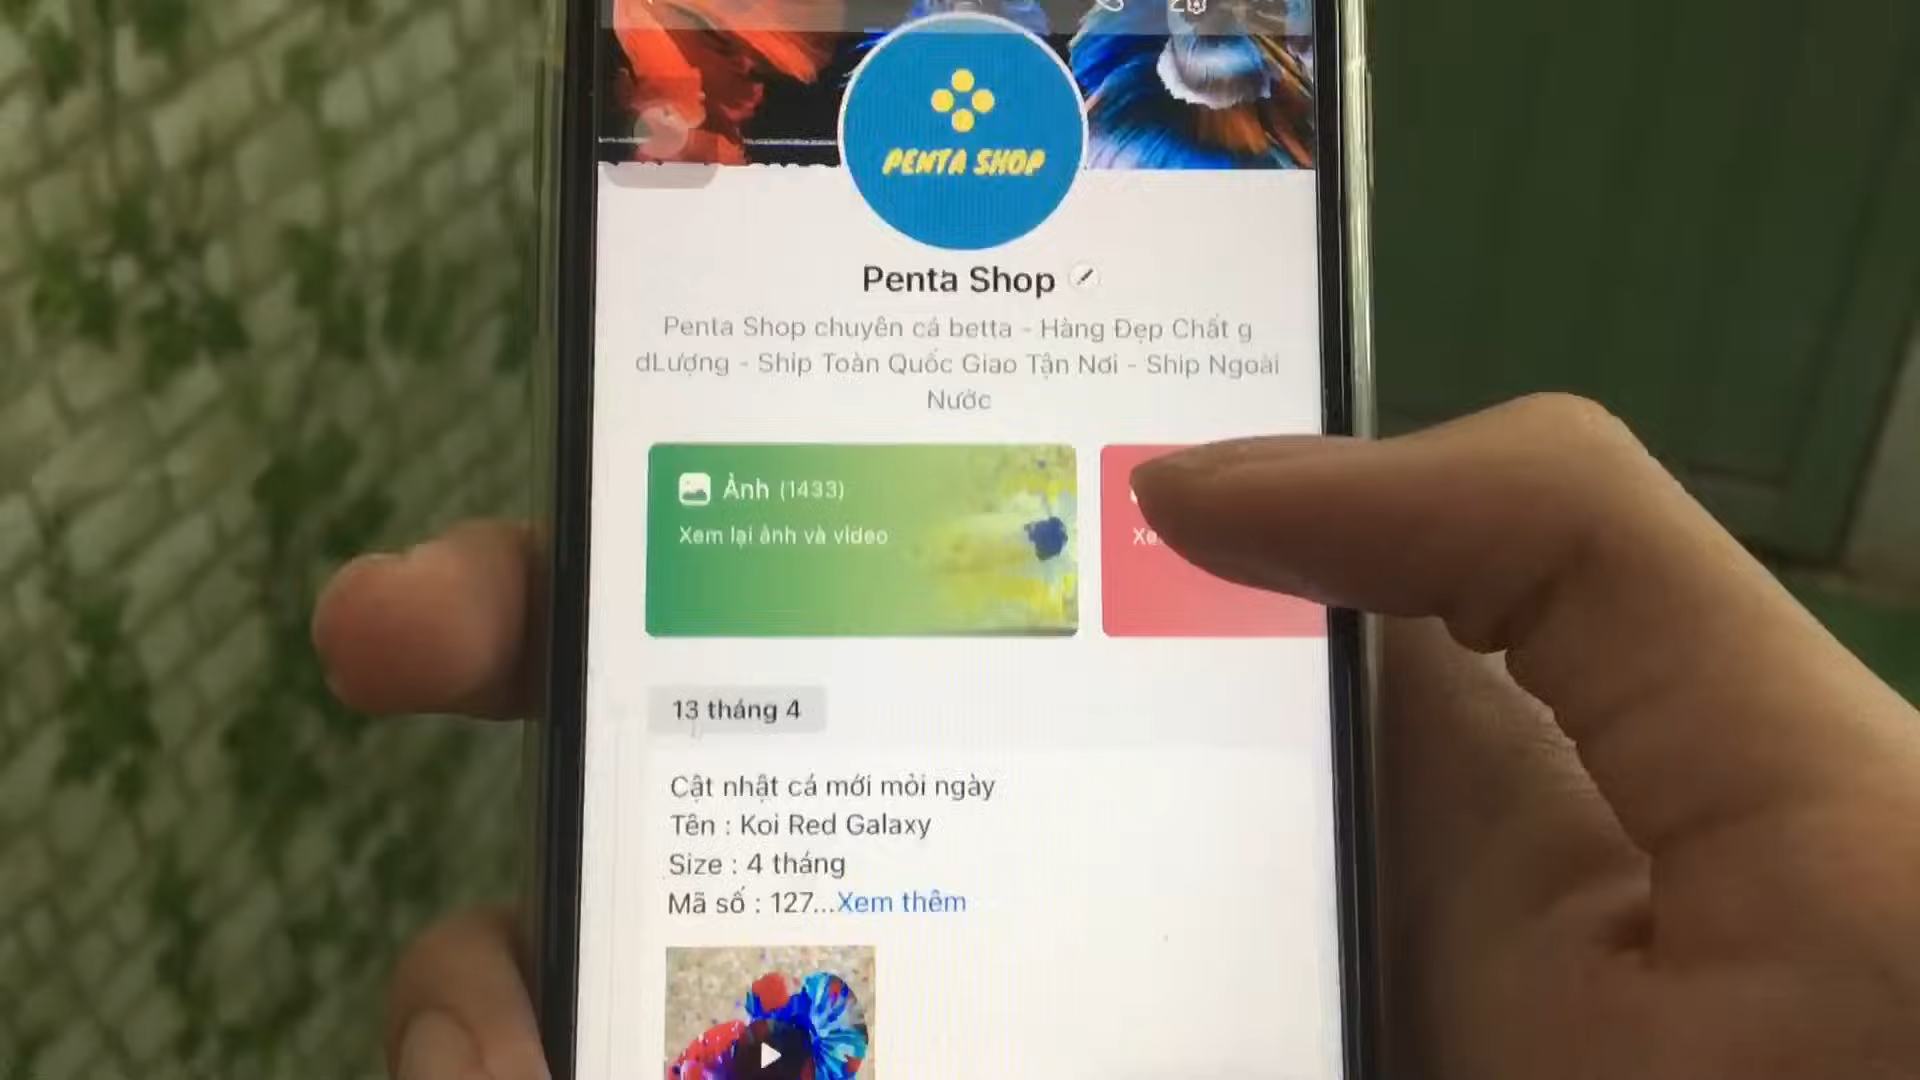 PENTA SHOP
Penta Shop
Penta Shop chuyên cá betta - Hàng Đẹp Chất g
dLượng - Ship Toàn Quốc Giao Tận Nơi - Ship Ngoài
Nước
Ảnh (1433)
Xem lại ảnh và video
13 tháng 4
Cật nhật cá mới mỏi ngày
Tên : Koi Red Galaxy
Size : 4 tháng
Mã số : 127...Xem thêm